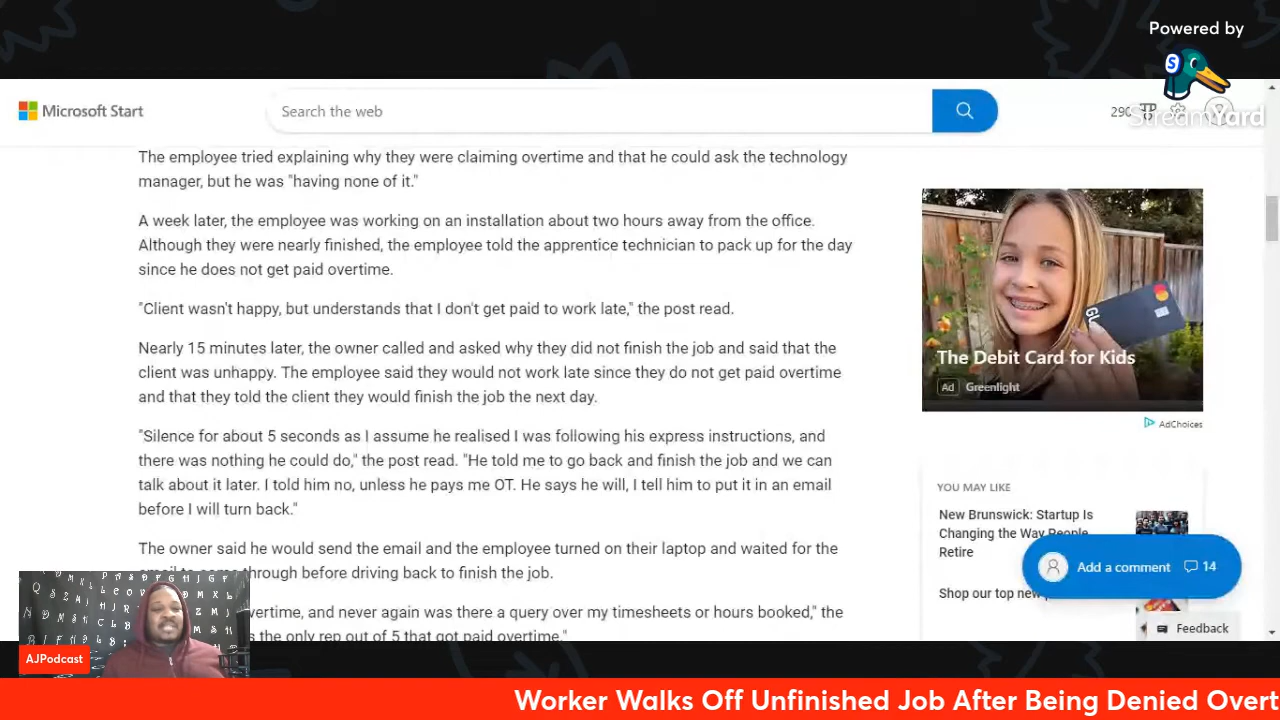 Powered by
S
StreamYard
Microsoft Start
Search the web
290
The employee tried explaining why they were claiming overtime and that he could ask the technology
manager, but he was "having none of it."
A week later, the employee was working on an installation about two hours away from the office.
Although they were nearly finished, the employee told the apprentice technician to pack up for the day
since he does not get paid overtime.
"Client wasn't happy, but understands that I don't get paid to work late," the post read.
Nearly 15 minutes later, the owner called and asked why they did not finish the job and said that the
client was unhappy. The employee said they would not work late since they do not get paid overtime
and that they told the client they would finish the job the next day.
"Silence for about 5 seconds as I assume he realised I was following his express instructions, and
there was nothing he could do," the post read. "He told me to go back and finish the job and we can
talk about it later. I told him no, unless he pays me OT. He says he will, I tell him to put it in an email
before I will turn back."
The owner said he would send the email and the employee turned on their laptop and waited for the
through before driving back to finish the job.
overtime, and never again was there a query over my timesheets or hours booked," the
the only rep out of 5 that got paid overtime."
The Debit Card for Kids
Ad Greenlight
AdChoices
YOU MAY LIKE
New Brunswick: Startup Is
Changing the Way People
Retire
Shop our top new
Add a comment 14
Feedback
AJPodcast
Worker Walks Off Unfinished Job After Being Denied Overt